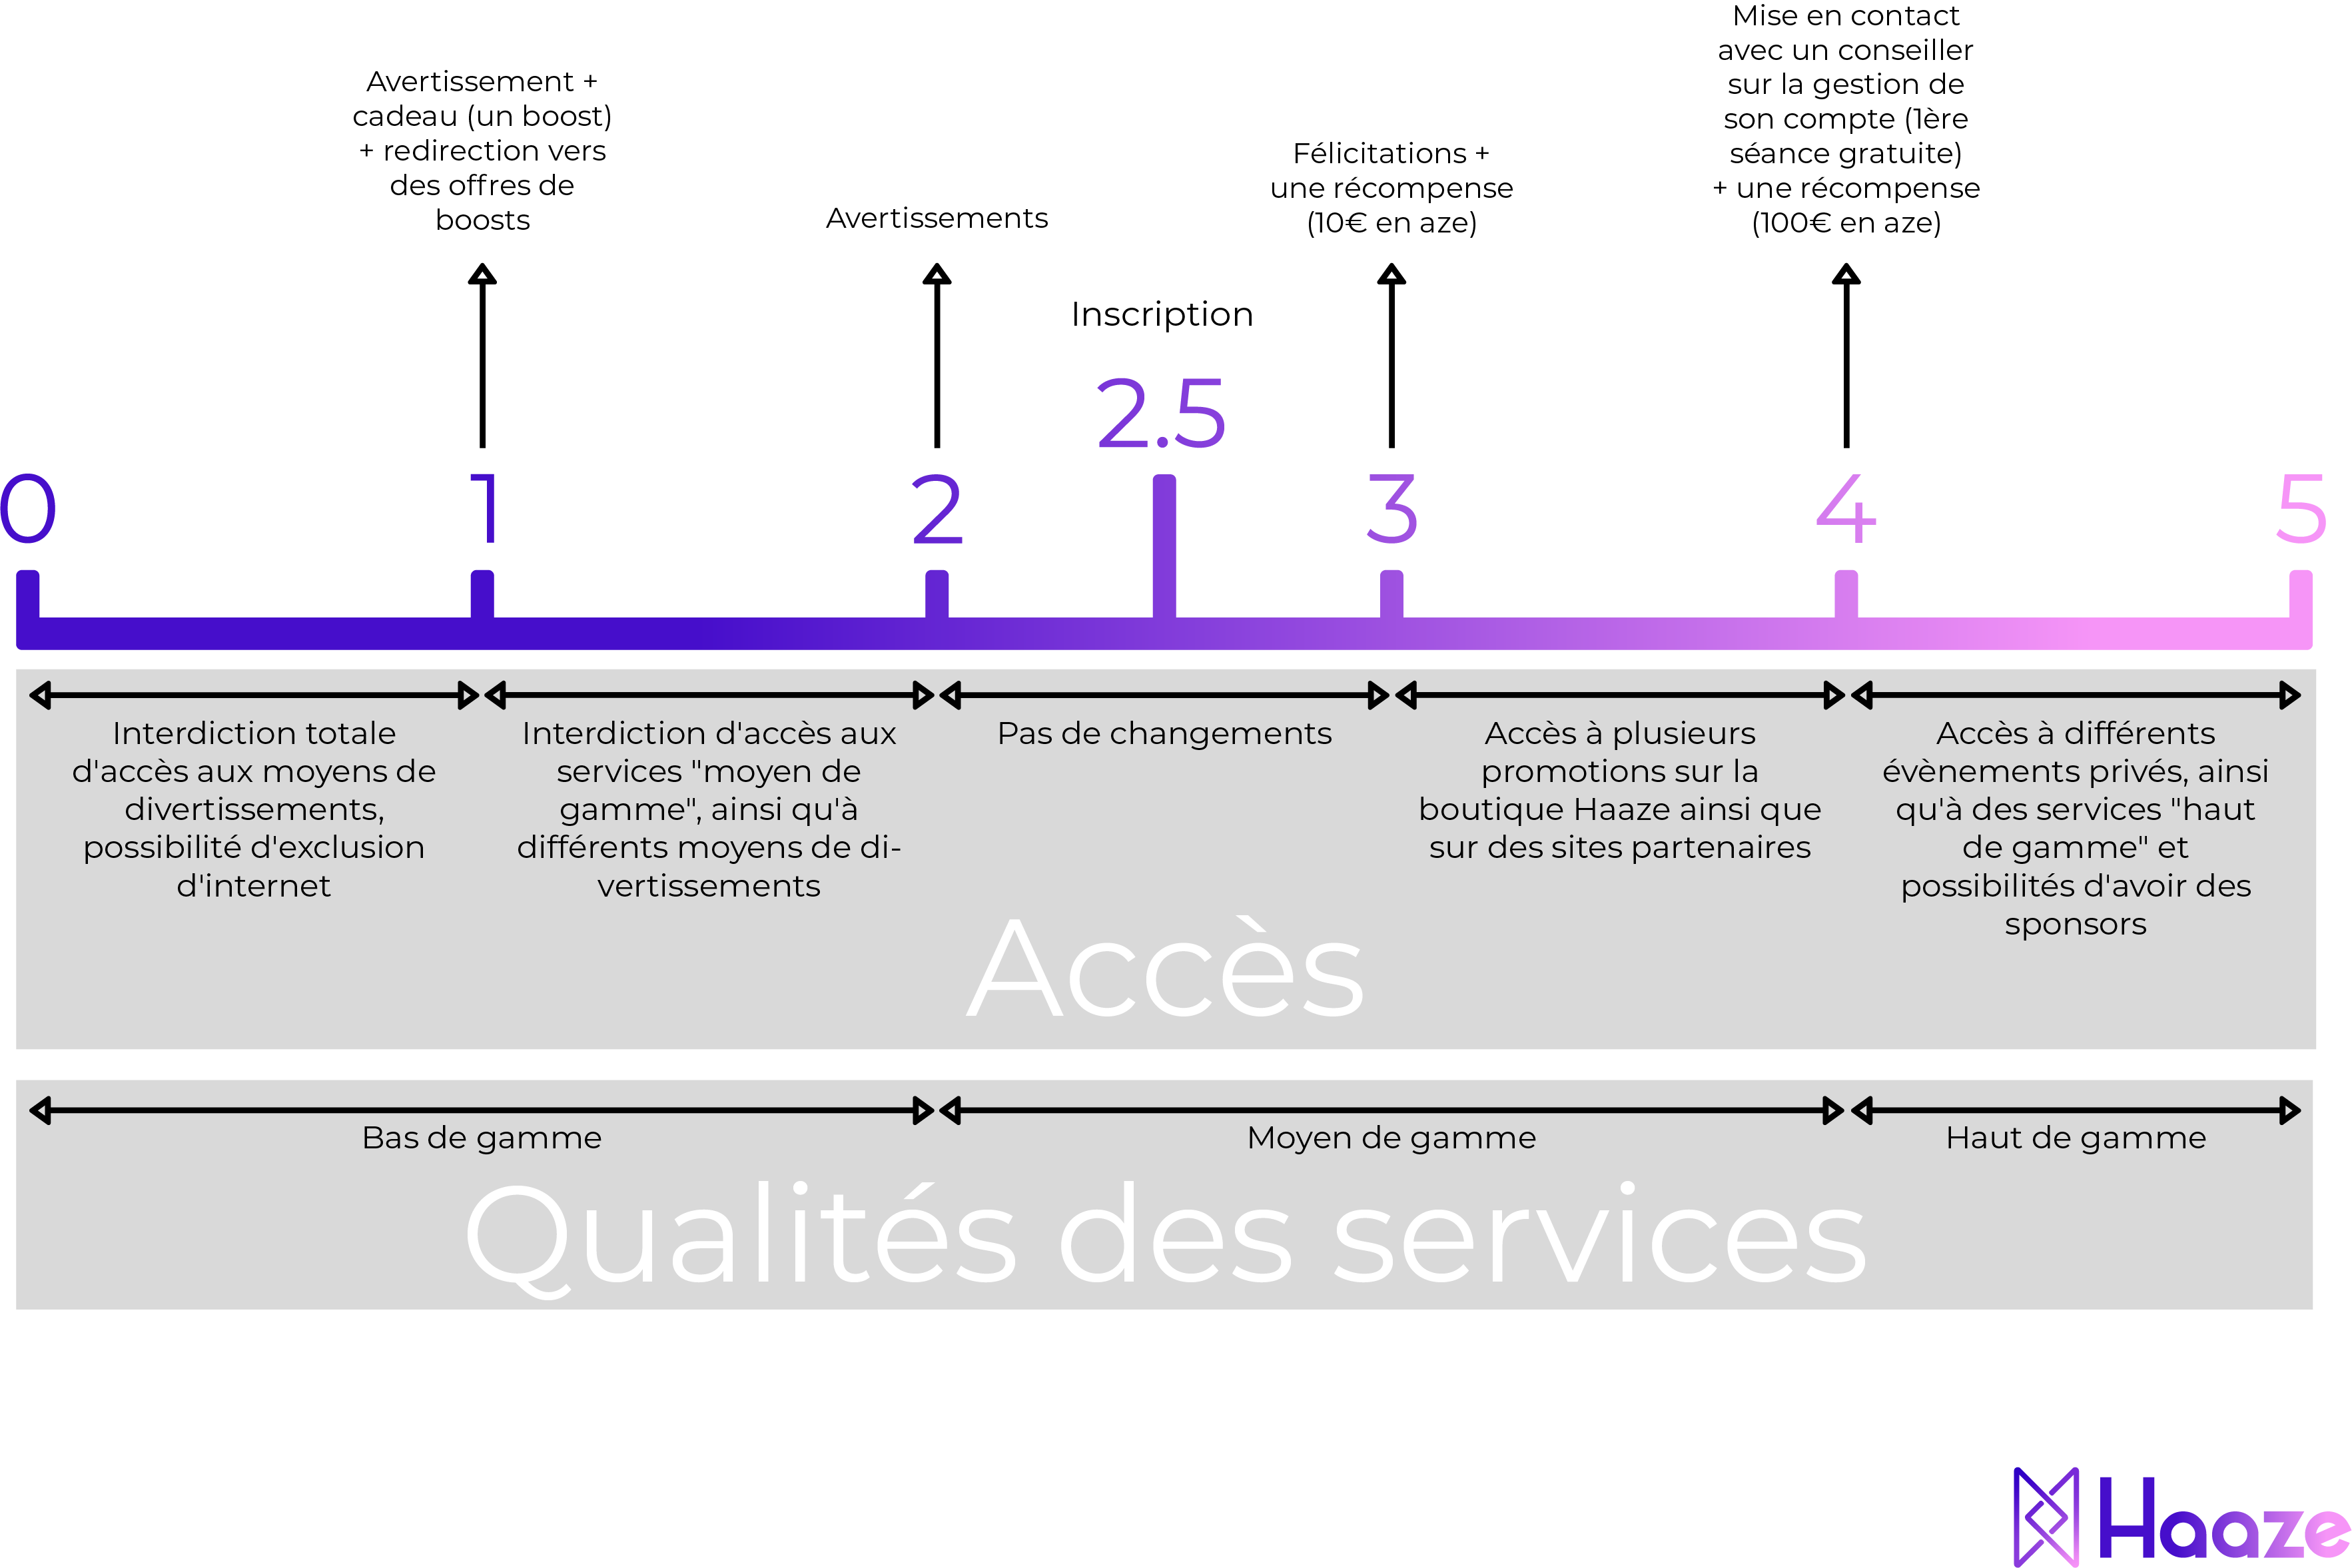 Avertissement +
cadeau (un boost)
+ redirection vers
des offres de
boosts
Avertissements
Inscription
2.5
Félicitations +
une récompense
(10€ en aze)
Mise en contact
avec un conseiller
sur la gestion de
son compte (1ère
séance gratuite)
+ une récompense
(100€ en aze)
0
1
2
3
4
5
Interdiction totale
d'accès aux moyens de
divertissements,
possibilité d'exclusion
d'internet
Interdiction d'accès aux
services "moyen de
gamme", ainsi qu'à
différents moyens de di-
vertissements
Pas de changements
Accès à plusieurs
promotions sur la
boutique Haaze ainsi que
sur des sites partenaires
Accès à différents
évènements privés, ainsi
qu'à des services "haut
de gamme" et
possibilités d'avoir des
sponsors
Accès
Bas de gamme
Moyen de gamme
Haut de gamme
Qualités des services
Haaze